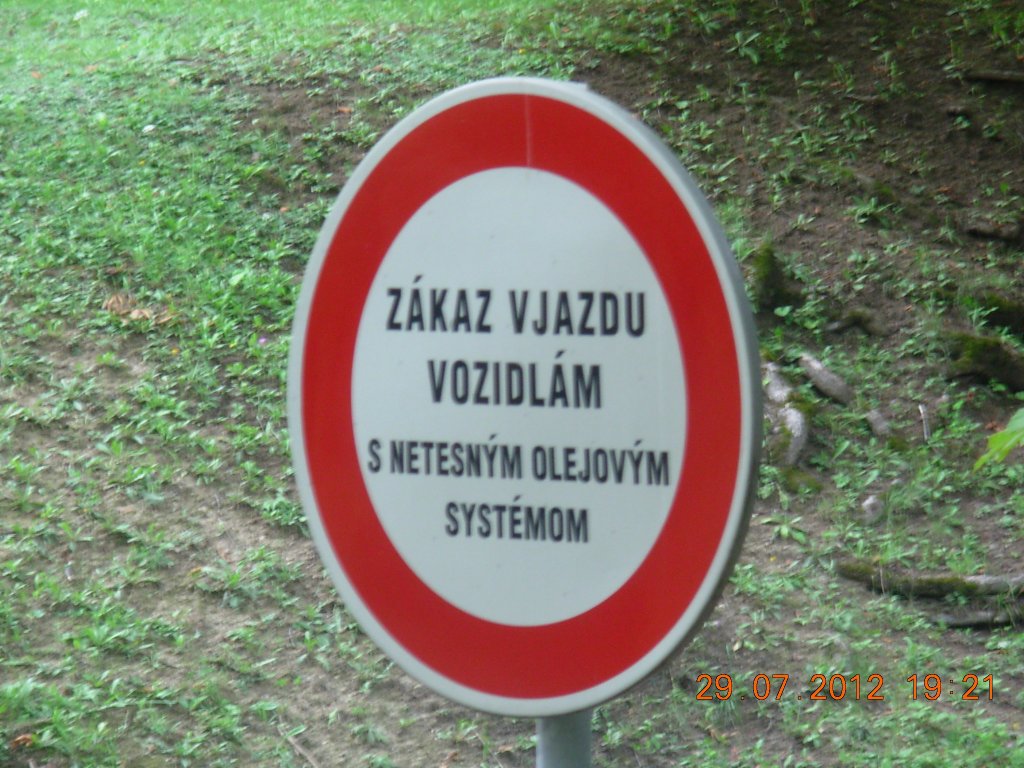 ZÁKAZ VJAZDU
VOZIDLÁM
S NETESNÝM OLEJOVÝM
SYSTÉMOM
29.07.2012 19:21